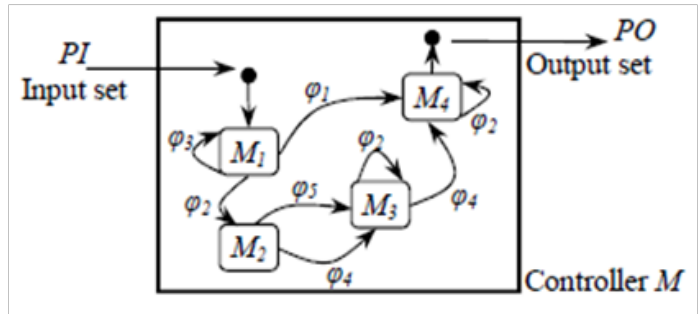 PI
Input set
PO
Output set
φ1
M4
φ2
φ3
M1
φ2
φ2
φ5
M3
φ4
M2
φ4
Controller M